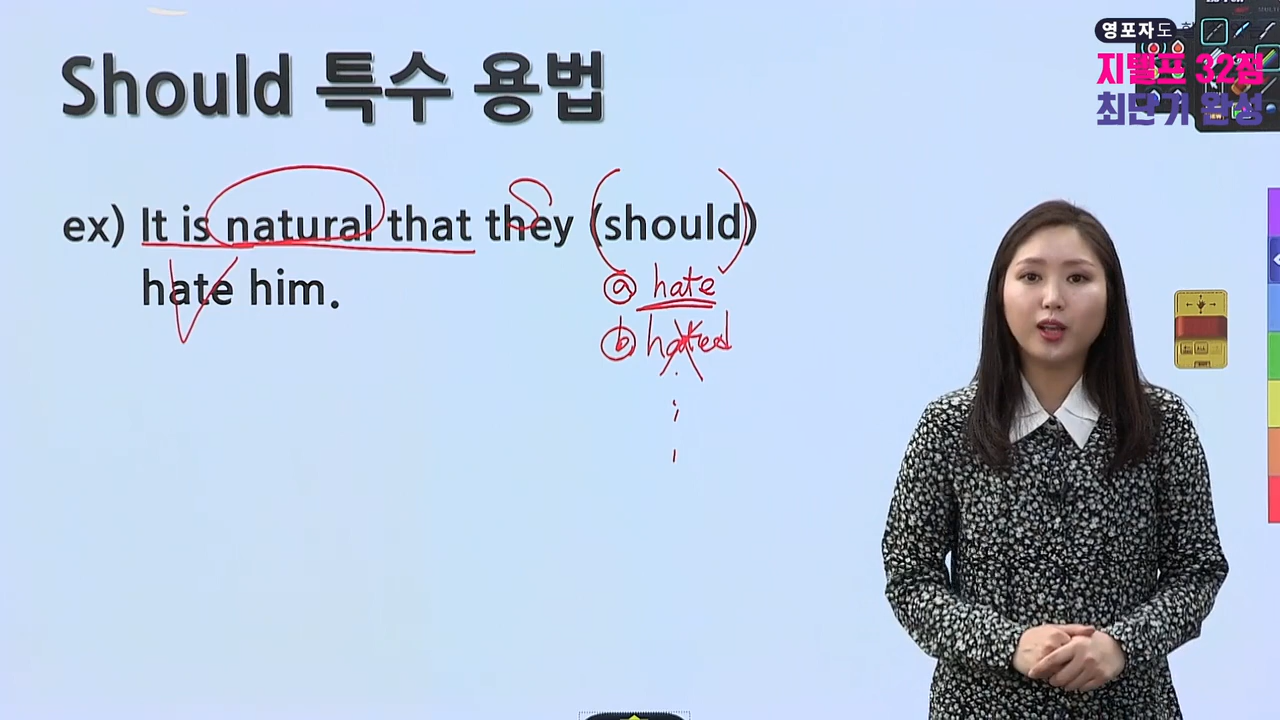 영포자도
지텔프 32점
최단기 완성
Should 특수 용법
ex) It is natural that they (should)
hate him.
S
V
ⓐ hate
ⓑ hated